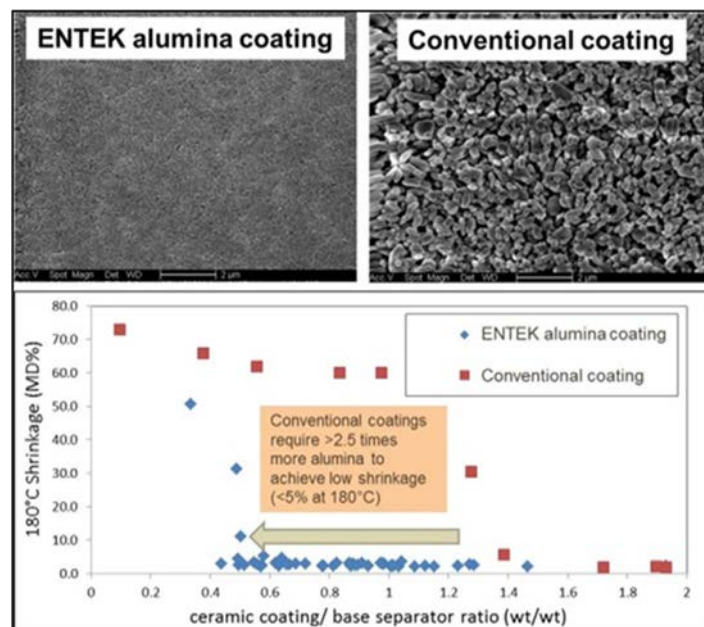 ENTEK alumina coating
Conventional coating
Acc.V Spot Magn Det WD 2 µm
Acc.V Spot Magn Det WD 2 µm
80.0
70.0
60.0
50.0
40.0
30.0
20.0
10.0
0.0
180°C Shrinkage (MD%)
ENTEK alumina coating
Conventional coating
Conventional coatings
require >2.5 times
more alumina to
achieve low shrinkage
(<5% at 180°C)
0 0.2 0.4 0.6 0.8 1 1.2 1.4 1.6 1.8 2
ceramic coating/ base separator ratio (wt/wt)